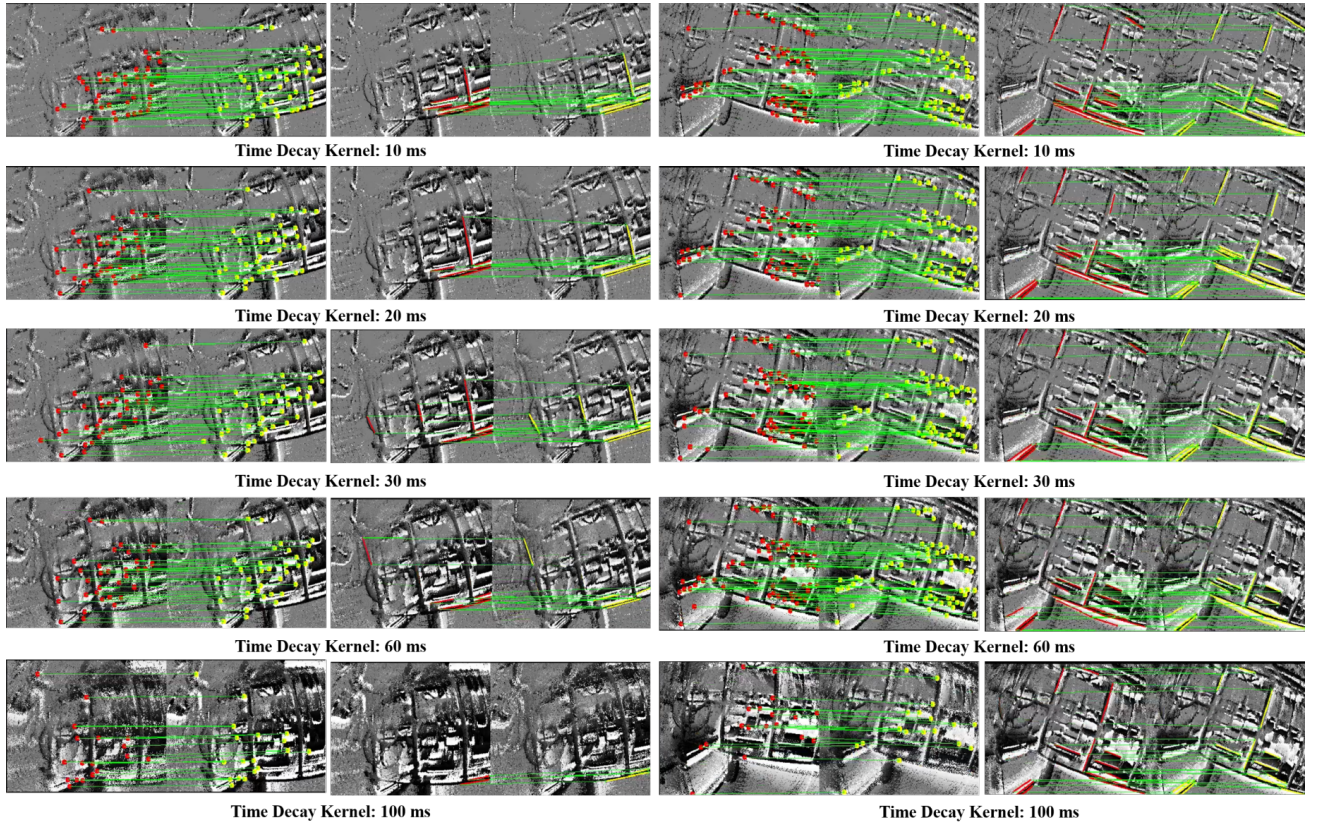 Time Decay Kernel: 10 ms
Time Decay Kernel: 10 ms
Time Decay Kernel: 20 ms
Time Decay Kernel: 20 ms
Time Decay Kernel: 30 ms
Time Decay Kernel: 30 ms
Time Decay Kernel: 60 ms
Time Decay Kernel: 60 ms
Time Decay Kernel: 100 ms
Time Decay Kernel: 100 ms